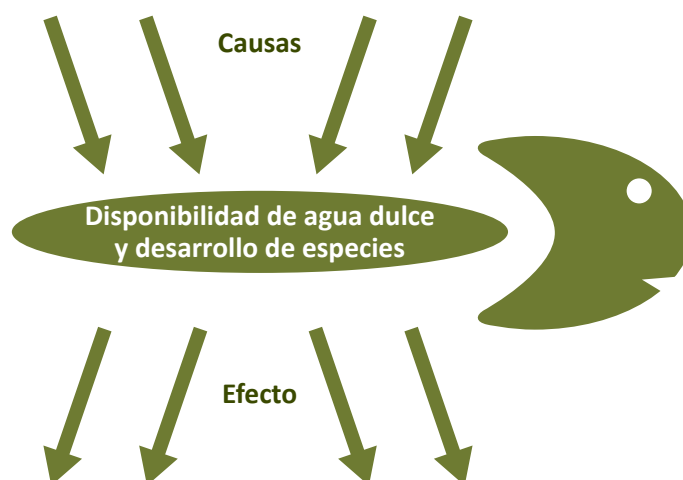 Causas
Disponibilidad de agua dulce
y desarrollo de especies
Efecto